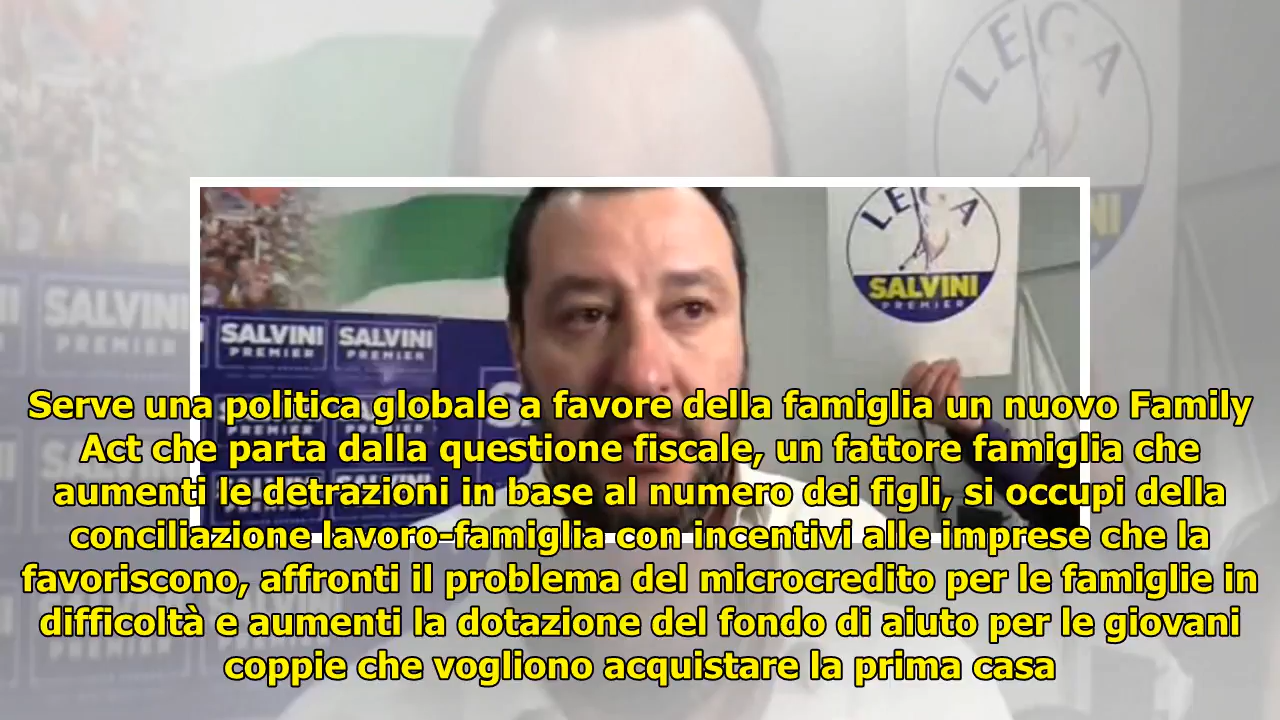 LEGA
SALVINI
PREMIER
LEGA
SALVINI
PREMIER
SALVINI
PREMIER
SALVINI
PREMIER
SALVINI
PREMIER
Serve una politica globale a favore della famiglia un nuovo Family
Act che parta dalla questione fiscale, un fattore famiglia che
aumenti le detrazioni in base al numero dei figli, si occupi della
conciliazione lavoro-famiglia con incentivi alle imprese che la
favoriscono, affronti il problema del microcredito per le famiglie in
difficoltà e aumenti la dotazione del fondo di aiuto per le giovani
coppie che vogliono acquistare la prima casa